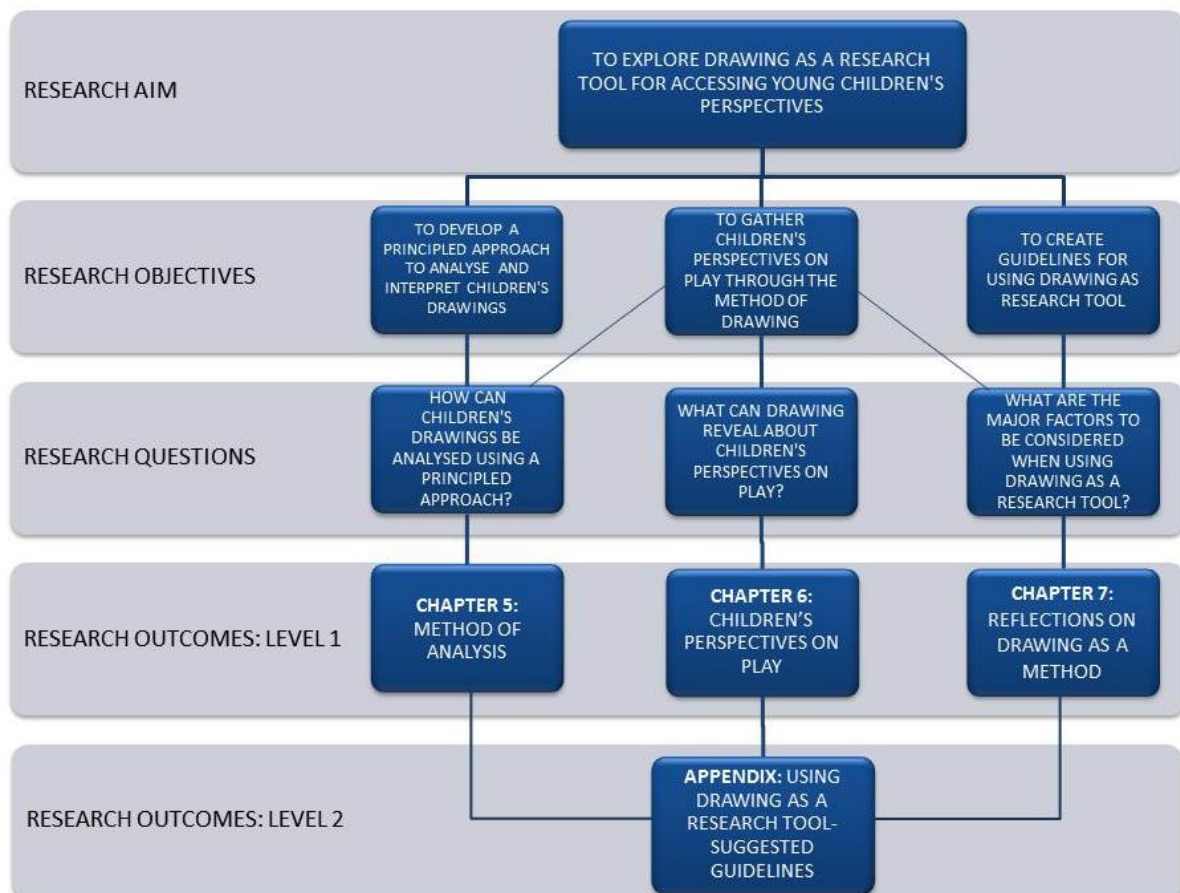 RESEARCH AIM
TO EXPLORE DRAWING AS A RESEARCH
TOOL FOR ACCESSING YOUNG CHILDREN'S
PERSPECTIVES
RESEARCH OBJECTIVES
TO DEVELOP A
PRINCIPLED APPROACH
TO ANALYSE AND
INTERPRET CHILDREN'S
DRAWINGS
TO GATHER
CHILDREN'S
PERSPECTIVES ON
PLAY THROUGH THE
METHOD OF
DRAWING
TO CREATE
GUIDELINES FOR
USING DRAWING AS
RESEARCH TOOL
RESEARCH QUESTIONS
HOW CAN
CHILDREN'S
DRAWINGS BE
ANALYSED USING A
PRINCIPLED
APPROACH?
WHAT CAN DRAWING
REVEAL ABOUT
CHILDREN'S
PERSPECTIVES ON
PLAY?
WHAT ARE THE
MAJOR FACTORS TO
BE CONSIDERED
WHEN USING
DRAWING AS A
RESEARCH TOOL?
RESEARCH OUTCOMES: LEVEL 1
CHAPTER 5:
METHOD OF
ANALYSIS
CHAPTER 6:
CHILDREN’S
PERSPECTIVES ON
PLAY
CHAPTER 7:
REFLECTIONS ON
DRAWING AS A
METHOD
RESEARCH OUTCOMES: LEVEL 2
APPENDIX: USING
DRAWING AS A
RESEARCH TOOL-
SUGGESTED
GUIDELINES